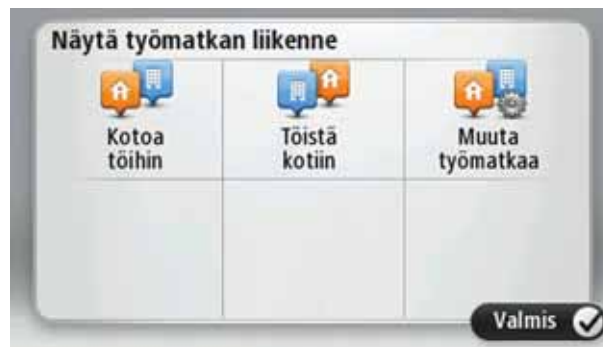 Näytä työmatkan liikenne
Kotoa
töihin
Töistä
kotiin
Muuta
työmatkaa
Valmis